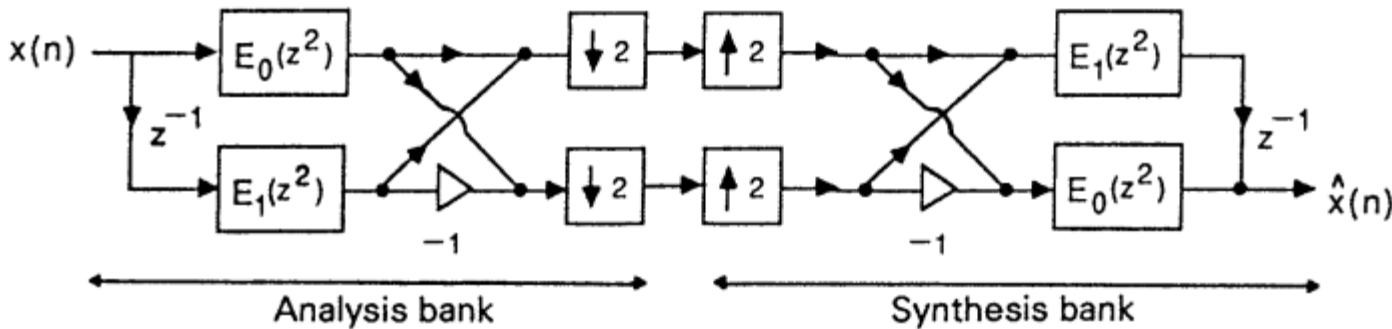 x(n) E₀(z²) ↓ 2 ↑ 2 E₁(z²)
z⁻¹ z⁻¹
E₁(z²) ↓ 2 ↑ 2 E₀(z²) x̂(n)
−1 −1
Analysis bank Synthesis bank